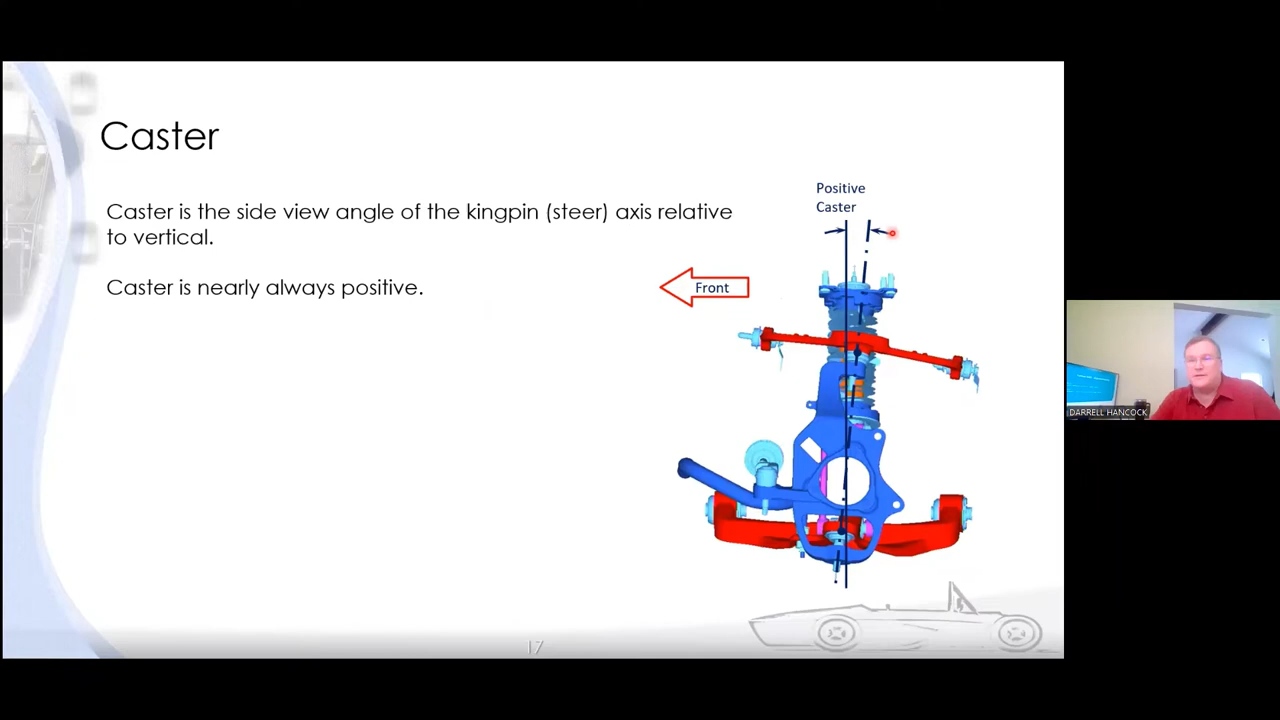 Caster
Caster is the side view angle of the kingpin (steer) axis relative
to vertical.
Caster is nearly always positive.
Positive
Caster
Front
17
DARRELL HANCOCK